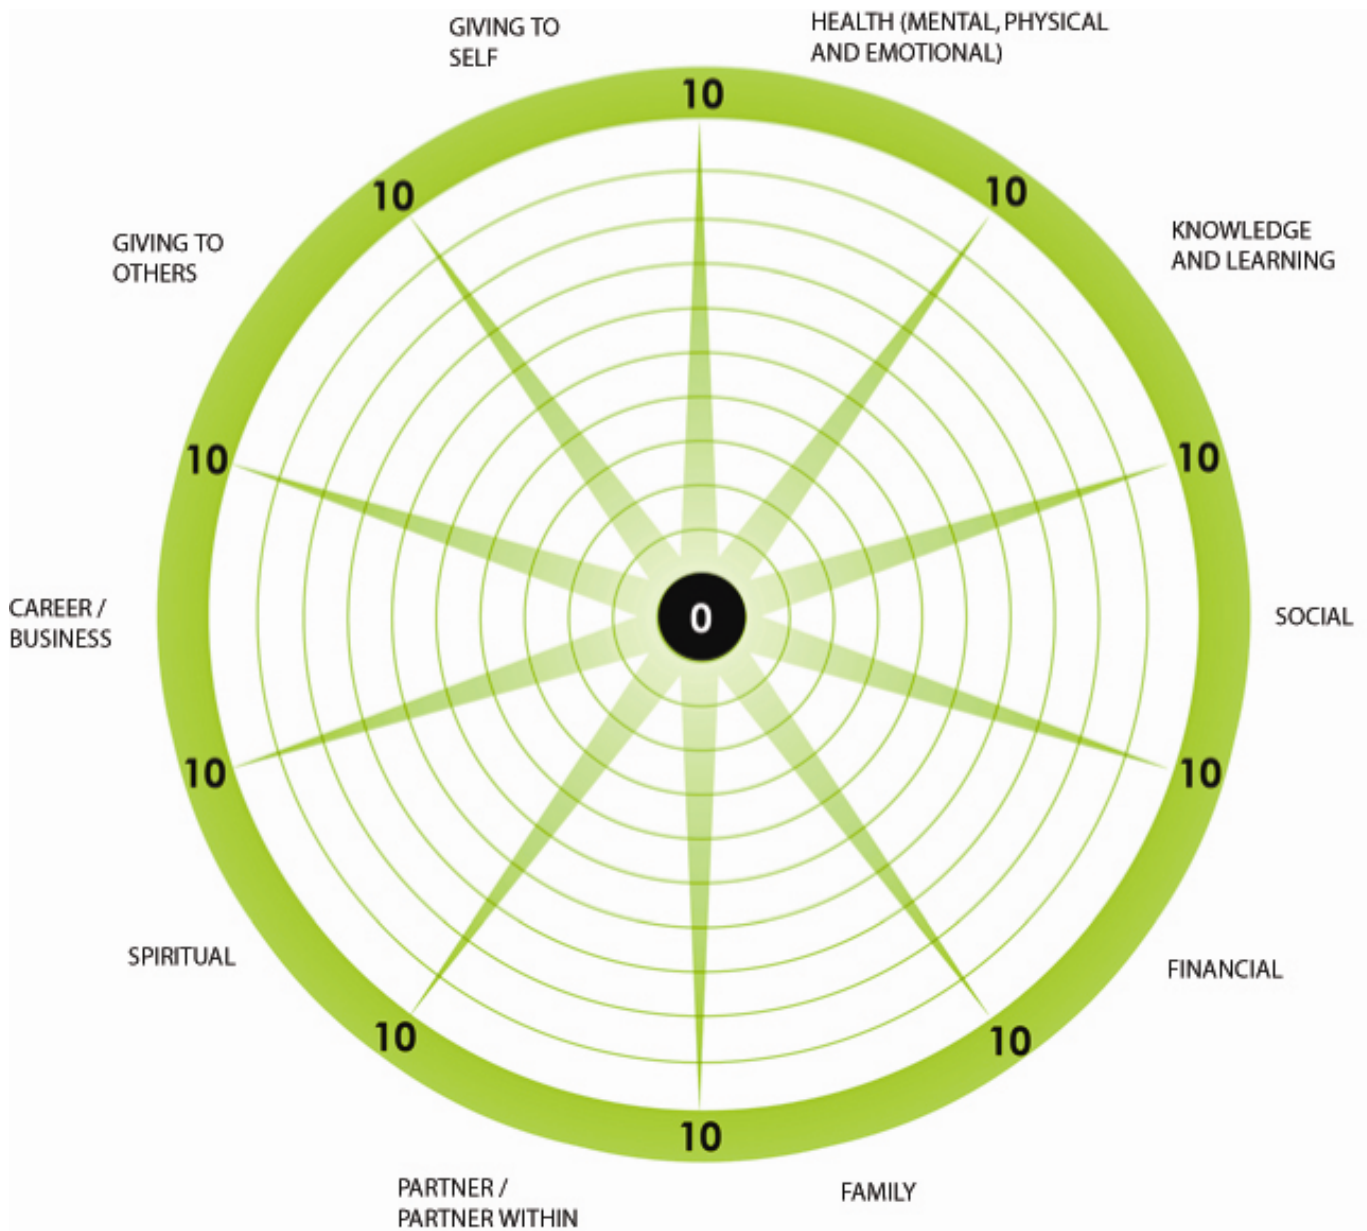 GIVING TO
SELF
HEALTH (MENTAL, PHYSICAL
AND EMOTIONAL)
10
10
10
GIVING TO
OTHERS
KNOWLEDGE
AND LEARNING
10
10
CAREER /
BUSINESS
0
SOCIAL
10
10
SPIRITUAL
FINANCIAL
10
10
10
PARTNER /
PARTNER WITHIN
FAMILY